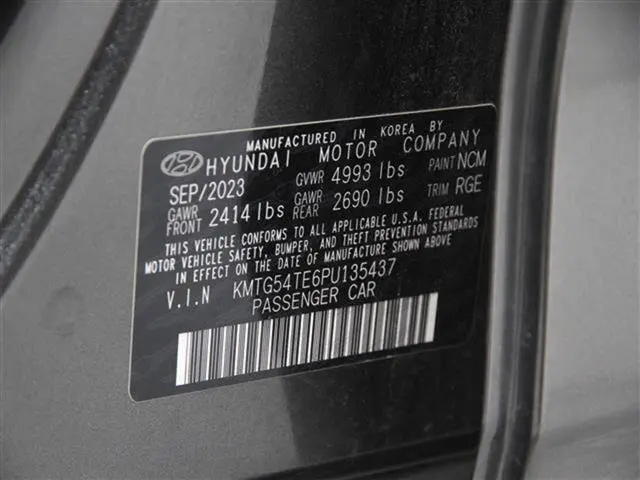 MANUFACTURED IN KOREA BY
HYUNDAI MOTOR COMPANY
SEP/2023 GVWR 4993 lbs PAINT NCM
GAWR FRONT 2414 lbs GAWR REAR 2690 lbs TRIM RGE
THIS VEHICLE CONFORMS TO ALL APPLICABLE U.S.A. FEDERAL
MOTOR VEHICLE SAFETY, BUMPER, AND THEFT PREVENTION STANDARDS
IN EFFECT ON THE DATE OF MANUFACTURE SHOWN ABOVE.
V.I.N KMTG54TE6PU135437
PASSENGER CAR